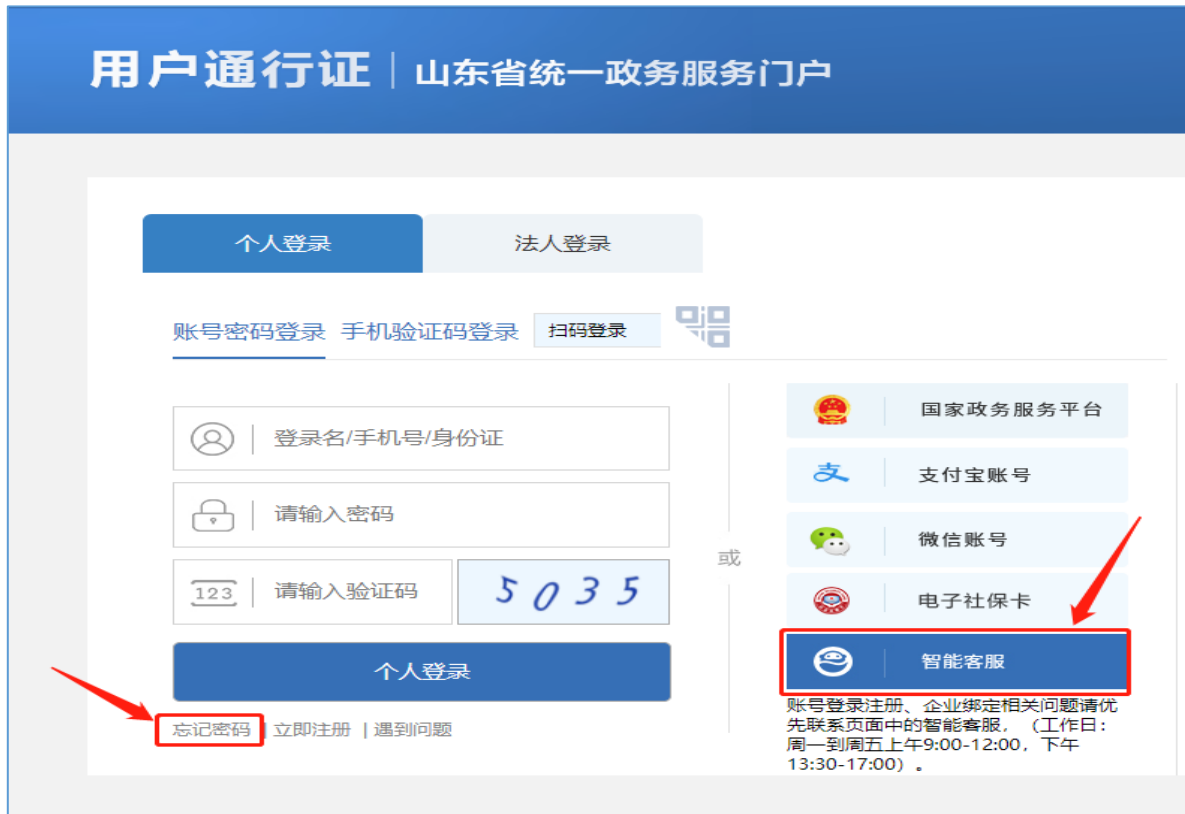 用户通行证 | 山东省统一政务服务门户
个人登录
法人登录
账号密码登录 手机验证码登录 扫码登录
登录名/手机号/身份证
请输入密码
123 请输入验证码 5035
个人登录
忘记密码 | 立即注册 | 遇到问题
或
国家政务服务平台
支 支付宝账号
微信账号
电子社保卡
智能客服
账号登录注册、企业绑定相关问题请优
先联系页面中的智能客服，（工作日：
周一到周五上午9:00-12:00，下午
13:30-17:00）。